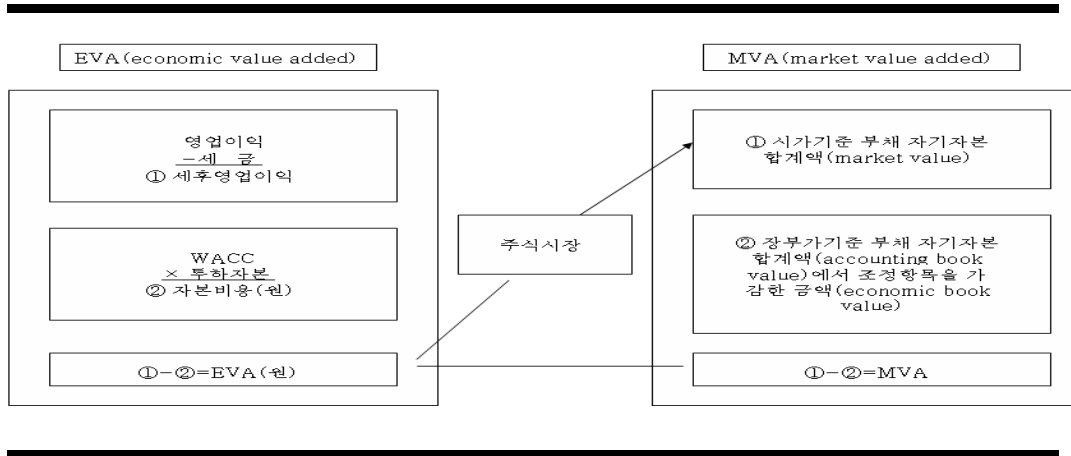 EVA(economic value added)
영업이익
-세 금
① 세후영업이익
WACC
× 투하자본
② 자본비용(원)
①-②=EVA(원)
주식시장
MVA(market value added)
① 시가기준 부채 자기자본
합계액(market value)
② 장부가기준 부채 자기자본
합계액(accounting book
value)에서 조정항목을 가
감한 금액(economic book
value)
①-②=MVA